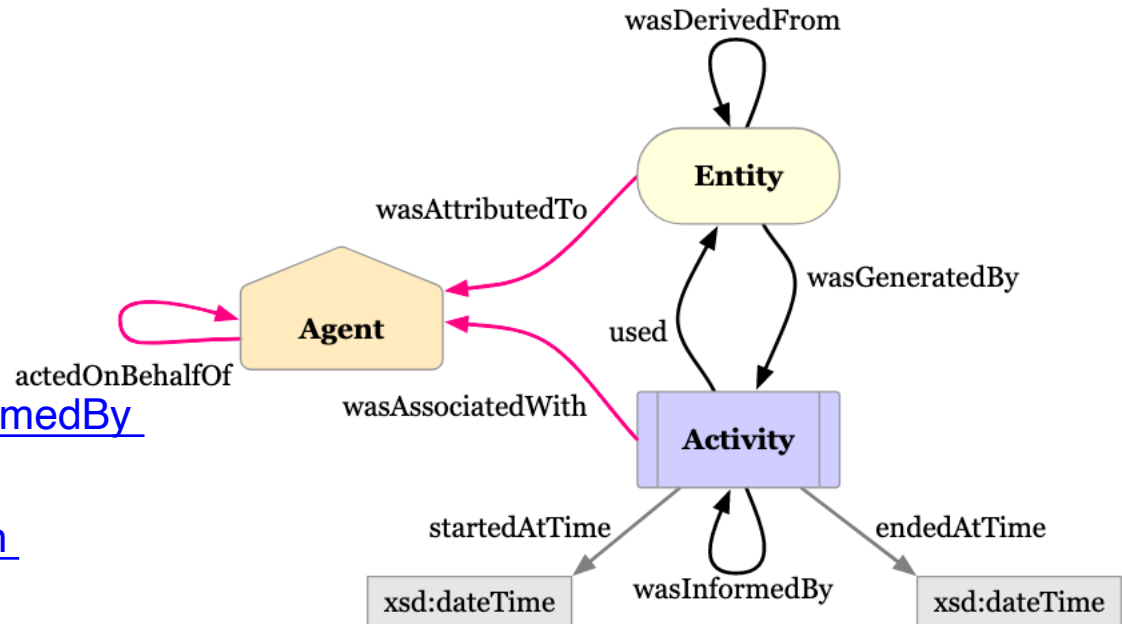 wasDerivedFrom
Entity
wasAttributedTo
wasGeneratedBy
used
Agent
actedOnBehalfOf
wasAssociatedWith
medBy
Activity
startedAtTime
endedAtTime
wasInformedBy
xsd:dateTime
xsd:dateTime